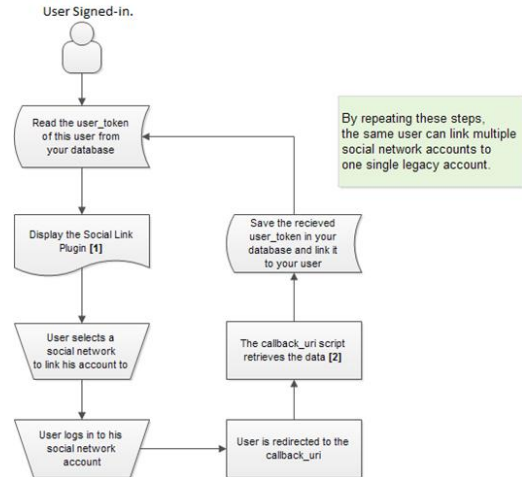 User Signed-in.
Read the user_token
of this user from
your database
Display the Social Link
Plugin [1]
User selects a
social network
to link his account to
User logs in to his
social network
account
User is redirected to the
callback_uri
The callback_uri script
retrieves the data [2]
Save the recieved
user_token in your
database and link it
to your user
By repeating these steps,
the same user can link multiple
social network accounts to
one single legacy account.